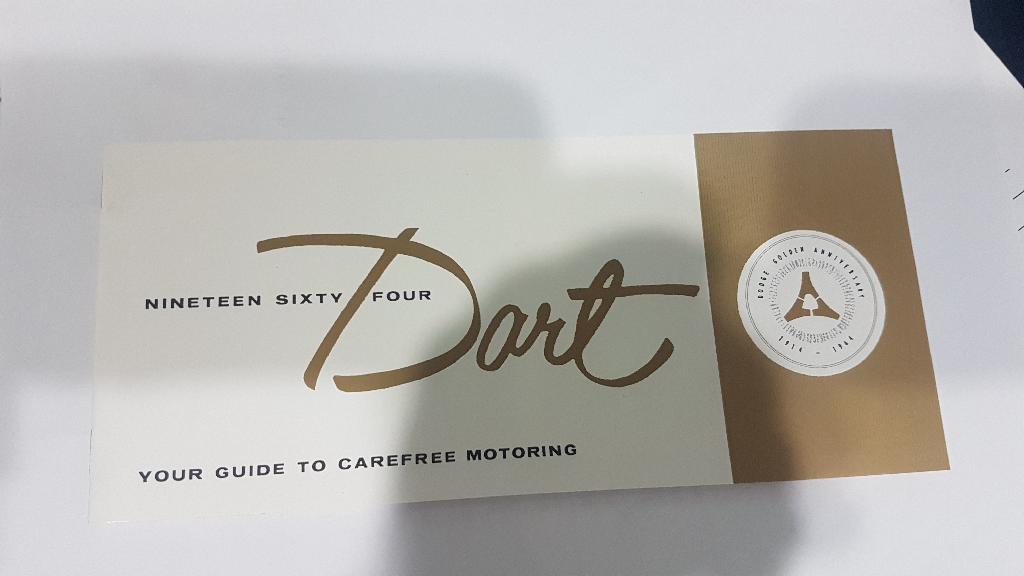 NINETEEN SIXTY FOUR
Dart
YOUR GUIDE TO CAREFREE MOTORING
DODGE GOLDEN ANNIVERSARY
1914 - 1964